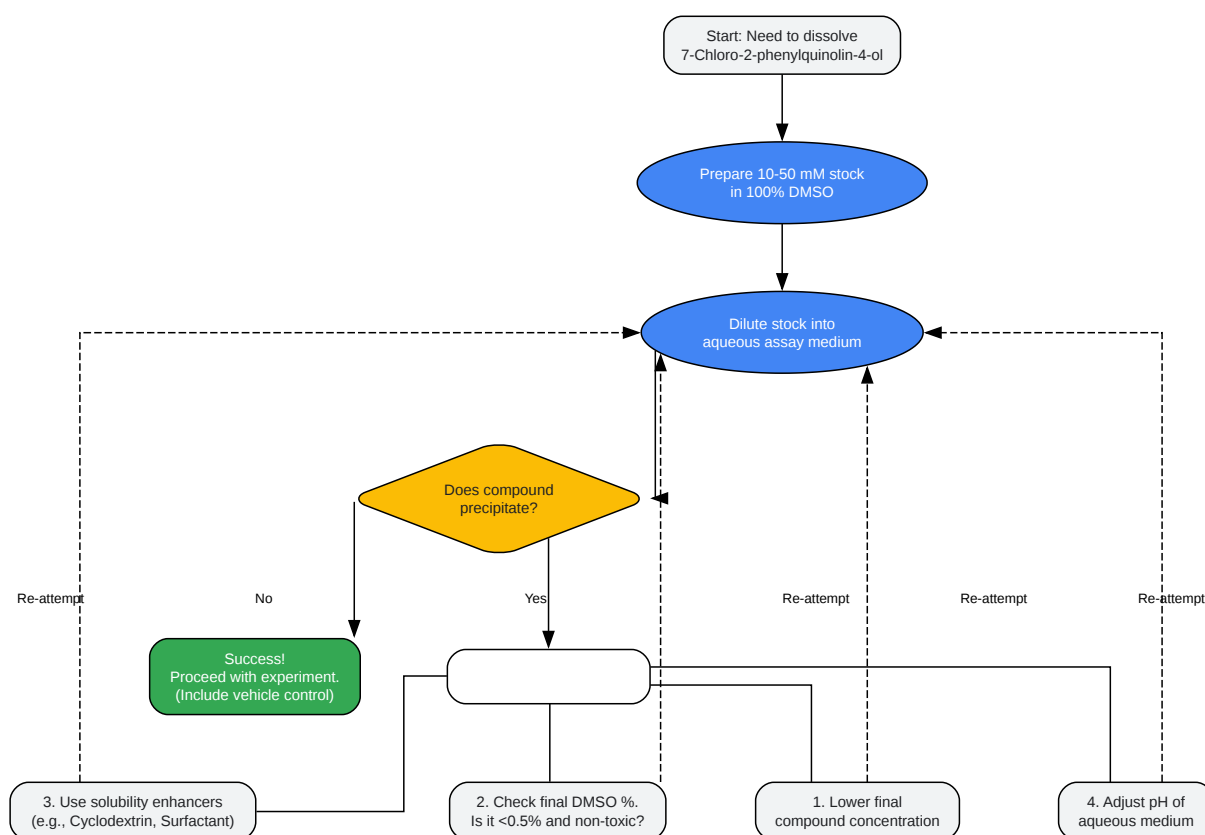 Start: Need to dissolve
7-Chloro-2-phenylquinolin-4-ol
Prepare 10-50 mM stock
in 100% DMSO
Dilute stock into
aqueous assay medium
Does compound
precipitate?
Re-attempt
No
Yes
Re-attempt
Re-attempt
Re-attempt
Success!
Proceed with experiment.
(Include vehicle control)
3. Use solubility enhancers
(e.g., Cyclodextrin, Surfactant)
2. Check final DMSO %.
Is it <0.5% and non-toxic?
1. Lower final
compound concentration
4. Adjust pH of
aqueous medium